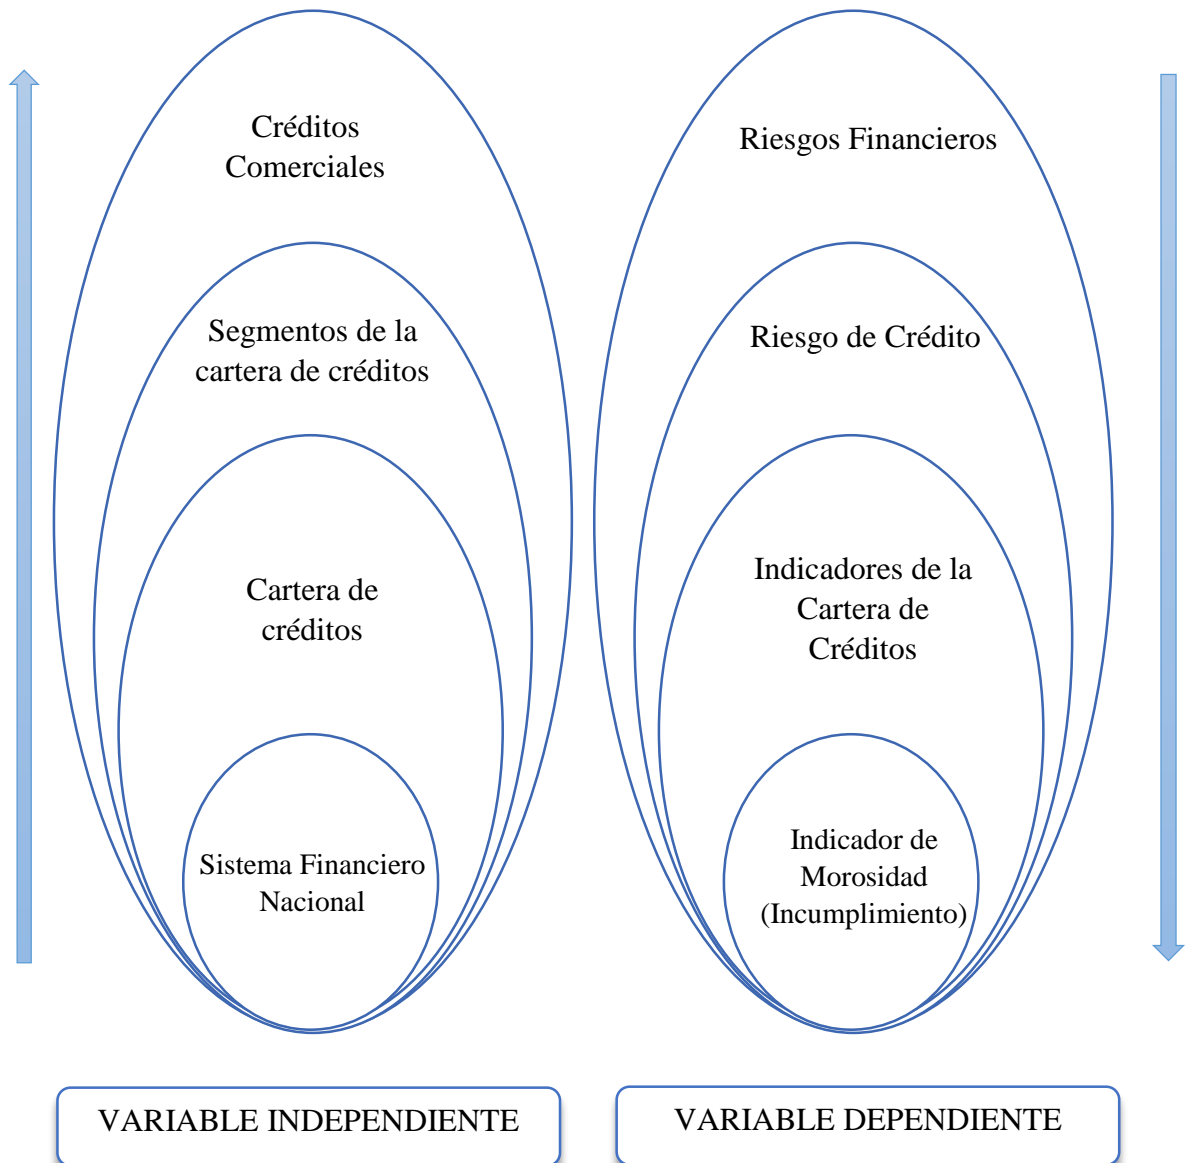 Créditos
Comerciales
Segmentos de la
cartera de créditos
Cartera de
créditos
Sistema Financiero
Nacional
VARIABLE INDEPENDIENTE
Riesgos Financieros
Riesgo de Crédito
Indicadores de la
Cartera de
Créditos
Indicador de
Morosidad
(Incumplimiento)
VARIABLE DEPENDIENTE